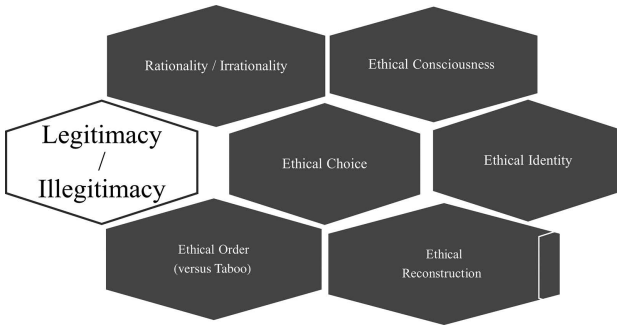 Rationality / Irrationality
Ethical Consciousness
Legitimacy
/
Illegitimacy
Ethical Choice
Ethical Identity
Ethical Order
(versus Taboo)
Ethical
Reconstruction